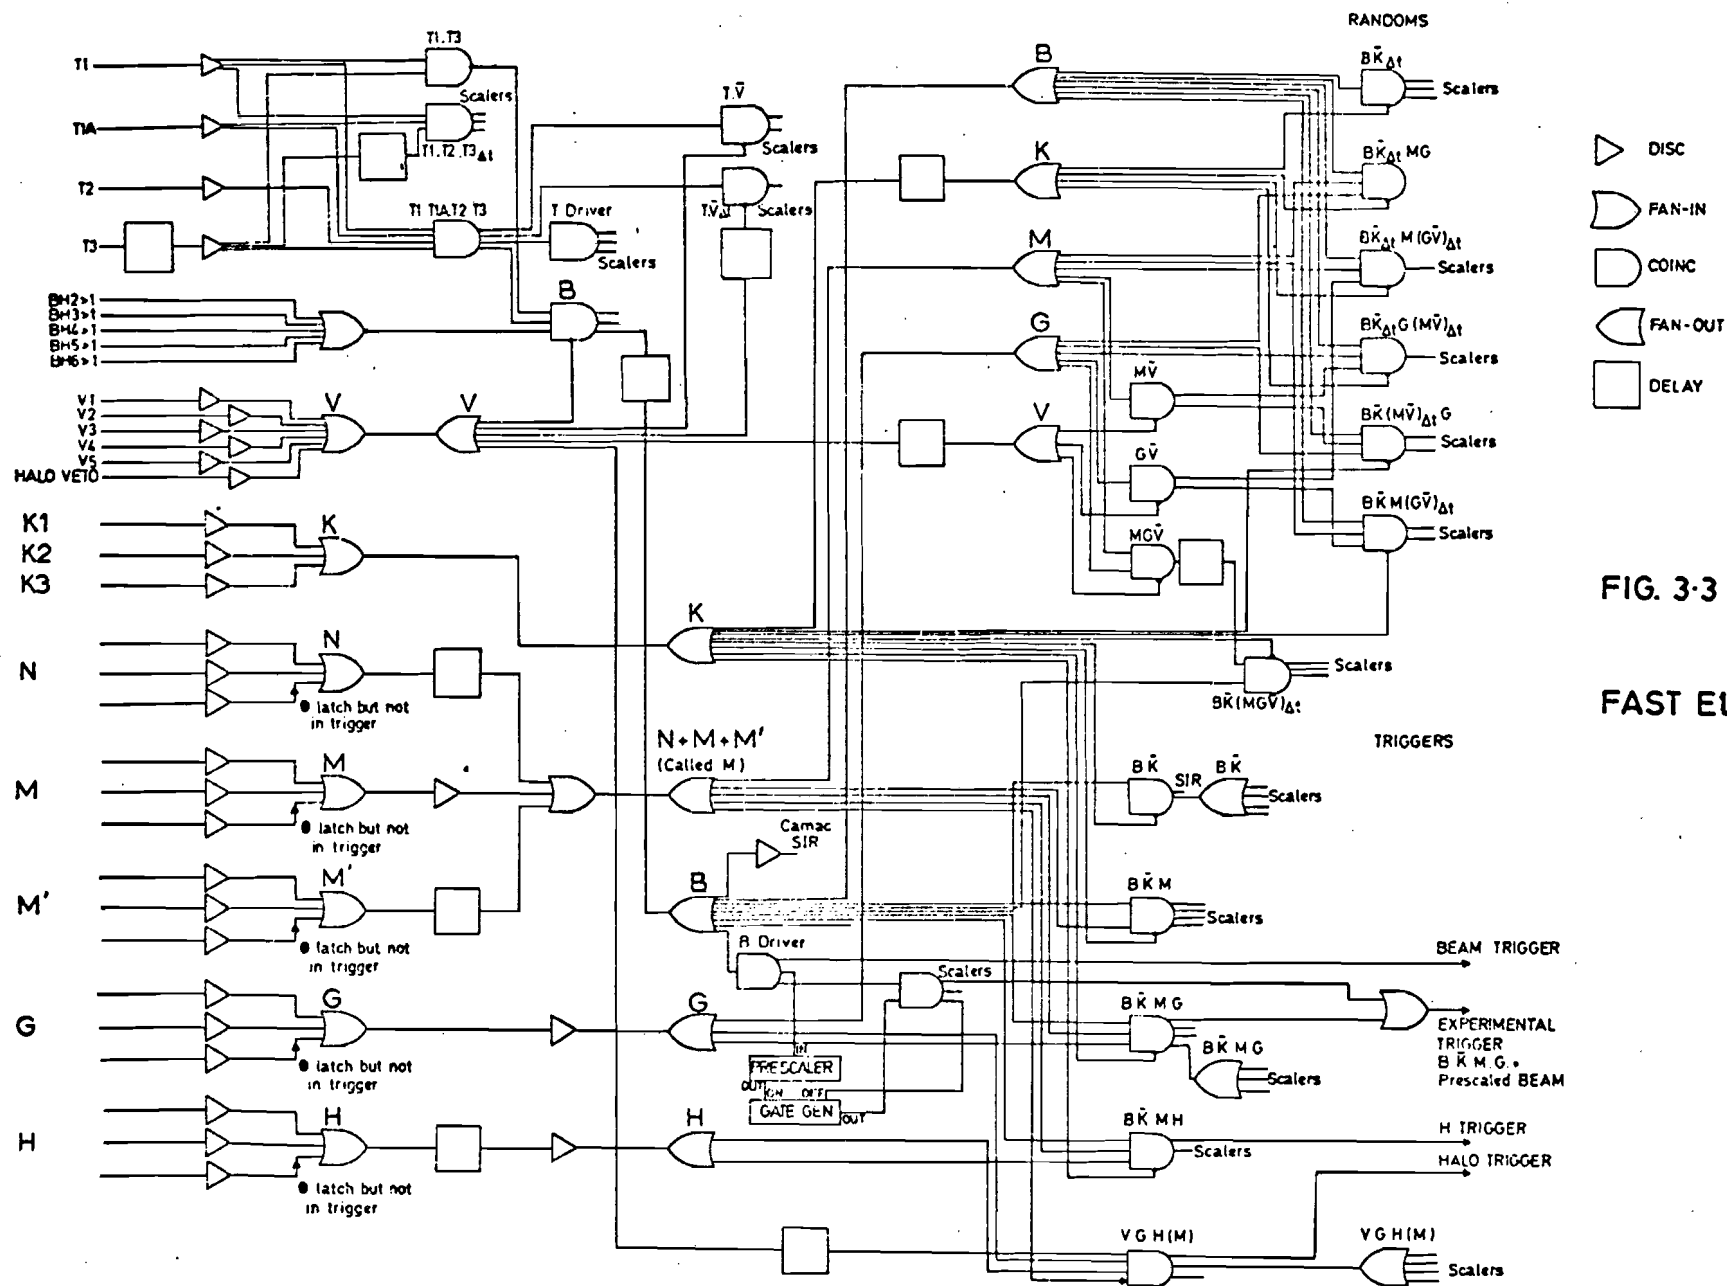 RANDOMS
T1
T1.T3
Scalers
T1A
T1.T2.T3Δt
T2
T3
T1 T1A.T2 T3
T Driver
Scalers
T.V̄
Scalers
T.V̄Δt
Scalers
BH2>1
BH3>1
BH4>1
BH5>1
BH6>1
B
V1
V2
V3
V4
V5
HALO VETO
V
V
K1
K2
K3
K
N
N
latch but not
in trigger
M
M
latch but not
in trigger
M'
M'
latch but not
in trigger
G
G
latch but not
in trigger
H
H
latch but not
in trigger
K
N+M+M'
(Called M)
Camac
SIR
B
B Driver
Scalers
G
IN
PRESCALER
OUT
ON OFF
GATE GEN
OUT
H
B
K
M
G
V
MV̄
GV̄
MGV̄
BK̄Δt
Scalers
BK̄Δt MG
BK̄Δt M(GV̄)Δt
Scalers
BK̄Δt G(MV̄)Δt
Scalers
BK̄(MV̄)Δt G
Scalers
BK̄M(GV̄)Δt
Scalers
Scalers
BK̄(MGV̄)Δt
TRIGGERS
BK̄
SIR
BK̄
Scalers
BK̄M
Scalers
BEAM TRIGGER
BK̄MG
BK̄MG
Scalers
EXPERIMENTAL
TRIGGER
BK̄M.G.+
Prescaled BEAM
BK̄MH
Scalers
H TRIGGER
HALO TRIGGER
VGH(M)
VGH(M)
Scalers
DISC
FAN-IN
COINC
FAN-OUT
DELAY
FIG. 3·3
FAST El